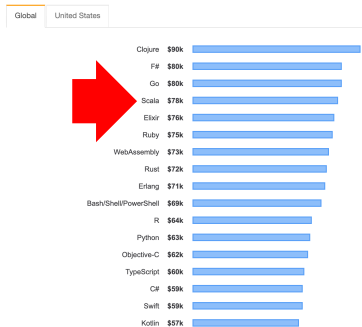 Global United States
Clojure $90k
F# $80k
Go $80k
Scala $78k
Elixir $76k
Ruby $75k
WebAssembly $73k
Rust $72k
Erlang $71k
Bash/Shell/PowerShell $69k
R $64k
Python $63k
Objective-C $62k
TypeScript $60k
C# $59k
Swift $59k
Kotlin $57k